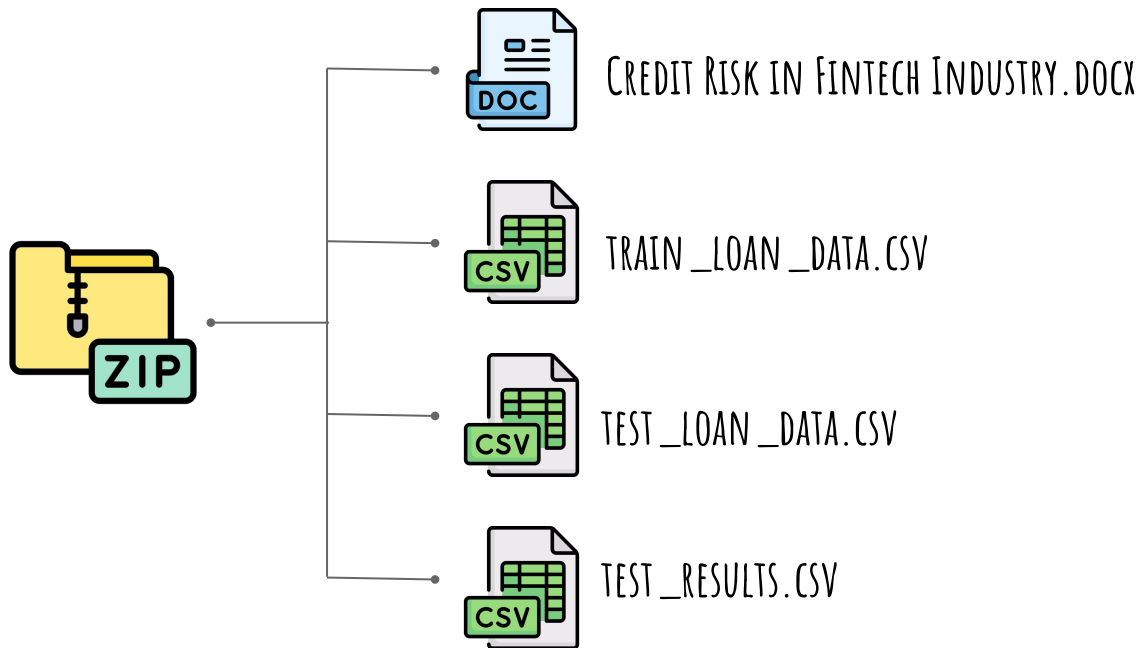 DOC
Credit Risk in Fintech Industry.docx
CSV
train_loan_data.csv
ZIP
CSV
test_loan_data.csv
CSV
test_results.csv